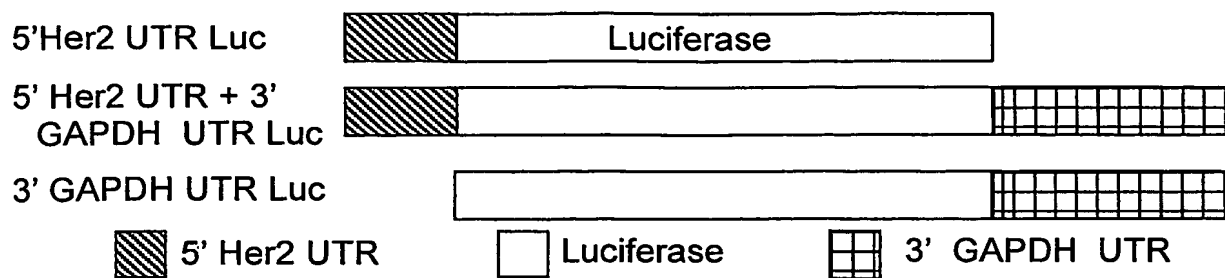 5'Her2 UTR Luc
Luciferase
5' Her2 UTR + 3'
GAPDH UTR Luc
3' GAPDH UTR Luc
5' Her2 UTR
Luciferase
3' GAPDH UTR